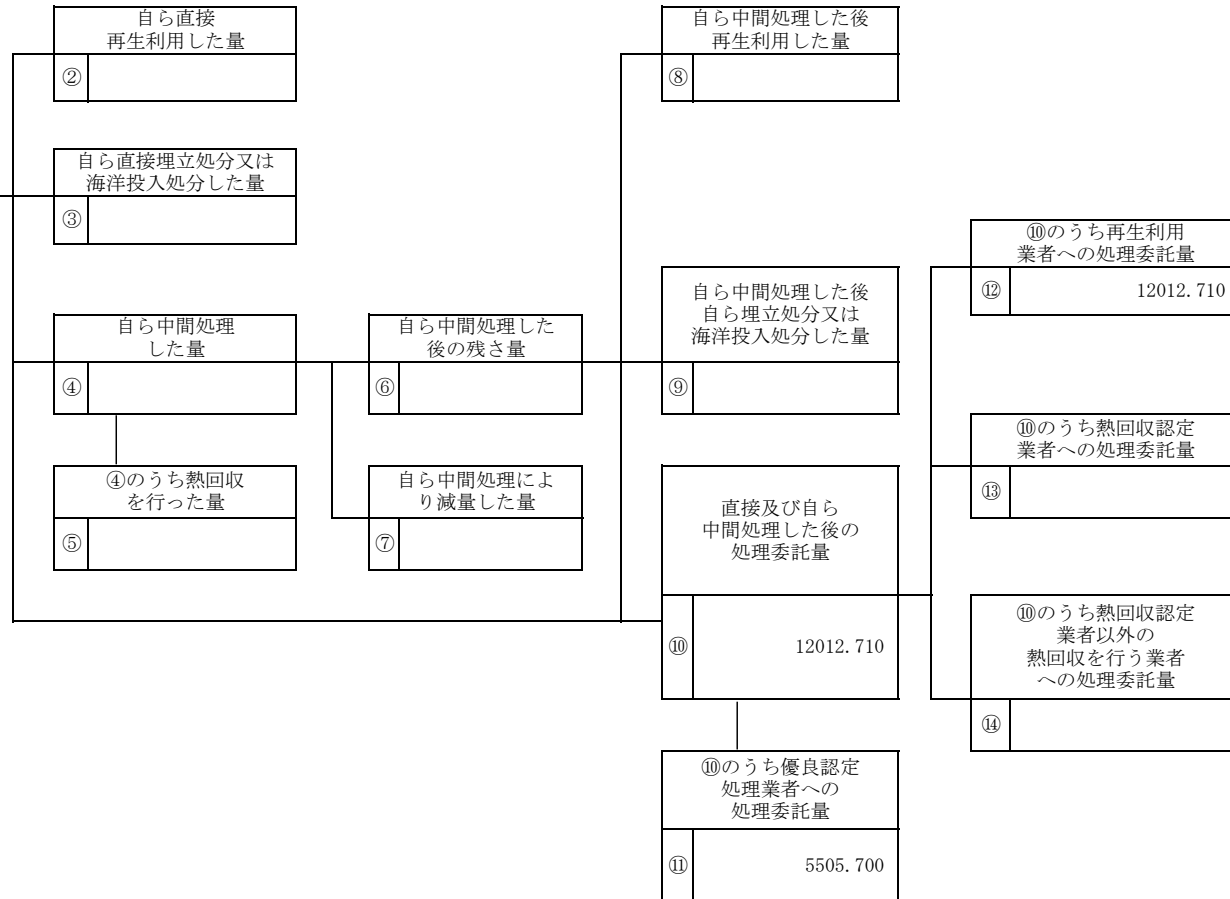 自ら直接
再生利用した量
②
自ら中間処理した後
再生利用した量
⑧
自ら直接埋立処分又は
海洋投入処分した量
③
⑩のうち再生利用
業者への処理委託量
⑫ 12012.710
自ら中間処理
した量
④
自ら中間処理した
後の残さ量
⑥
自ら中間処理した後
自ら埋立処分又は
海洋投入処分した量
⑨
⑩のうち熱回収認定
業者への処理委託量
⑬
④のうち熱回収
を行った量
⑤
自ら中間処理によ
り減量した量
⑦
直接及び自ら
中間処理した後の
処理委託量
⑩ 12012.710
⑩のうち熱回収認定
業者以外の
熱回収を行う業者
への処理委託量
⑭
⑩のうち優良認定
処理業者への
処理委託量
⑪ 5505.700